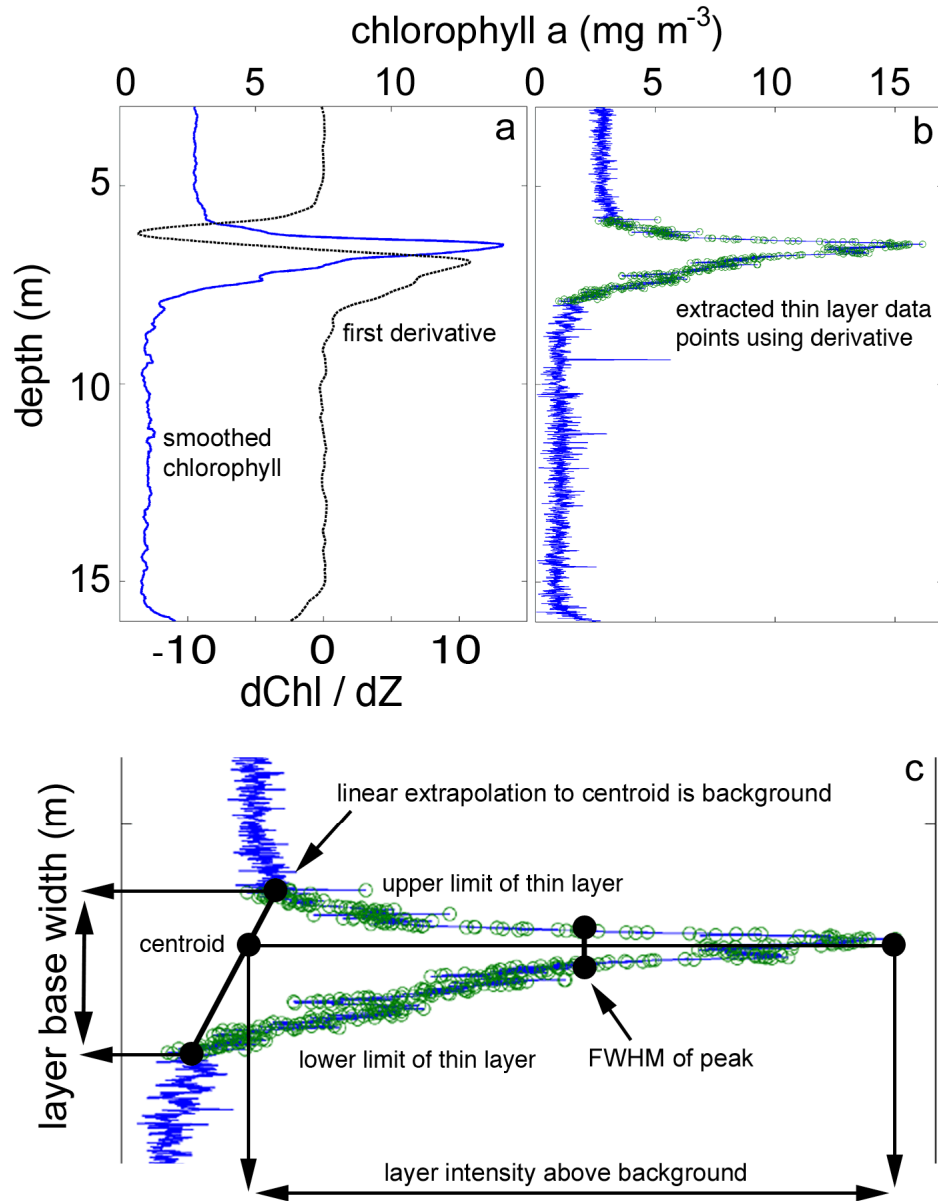 chlorophyll a (mg m-3)
0 5 10 0 5 10 15
a b
5
10
15
depth (m)
first derivative
smoothed
chlorophyll
extracted thin layer data
points using derivative
-10 0 10
dChl / dZ
c
linear extrapolation to centroid is background
upper limit of thin layer
centroid
layer base width (m)
lower limit of thin layer
FWHM of peak
layer intensity above background